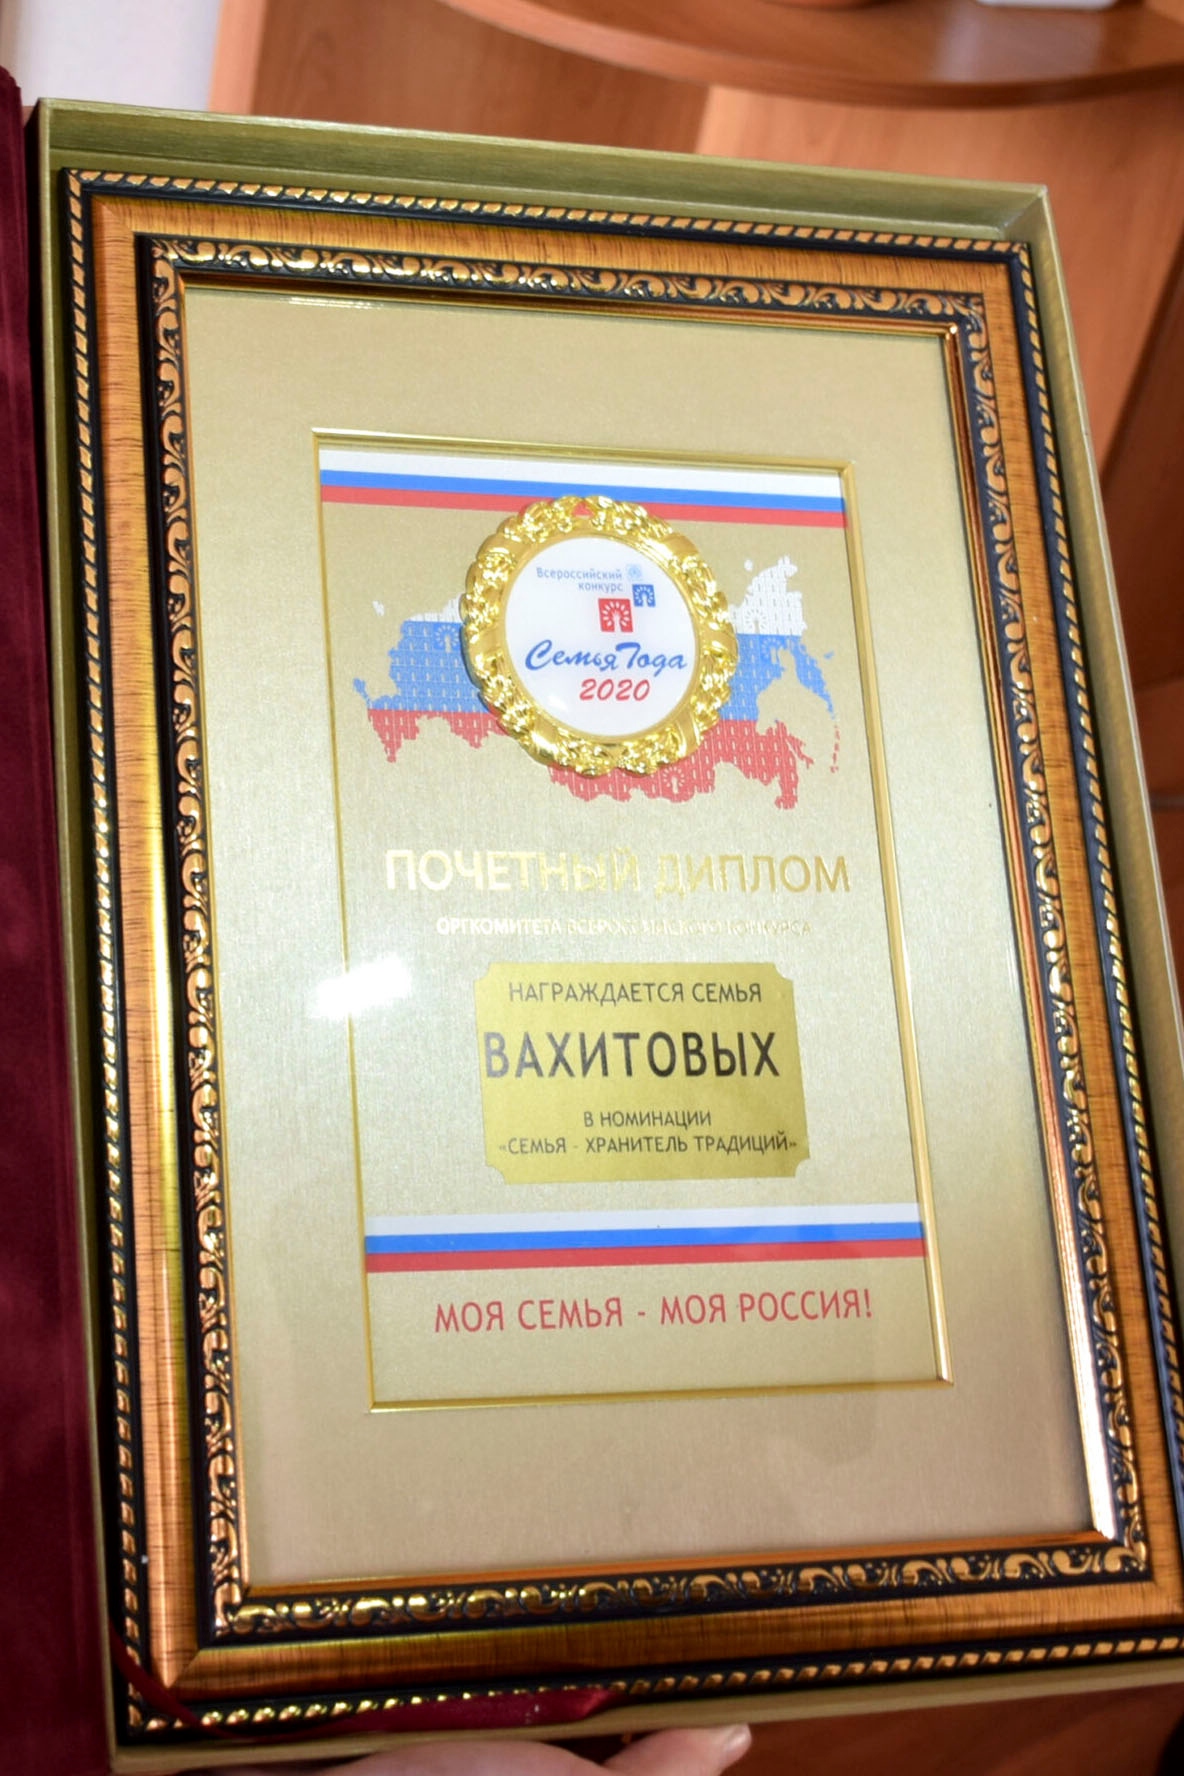 Всероссийский
конкурс
Семья Года
2020
ПОЧЕТНЫЙ ДИПЛОМ
ОРГКОМИТЕТА ВСЕРОССИЙСКОГО КОНКУРСА
НАГРАЖДАЕТСЯ СЕМЬЯ
ВАХИТОВЫХ
В НОМИНАЦИИ
«СЕМЬЯ - ХРАНИТЕЛЬ ТРАДИЦИЙ»
МОЯ СЕМЬЯ - МОЯ РОССИЯ!